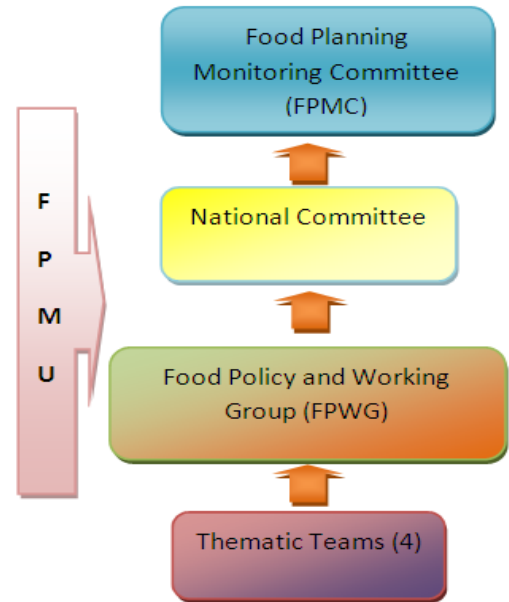 Food Planning
Monitoring Committee
(FPMC)
National Committee
F
P
M
U
Food Policy and Working
Group (FPWG)
Thematic Teams (4)